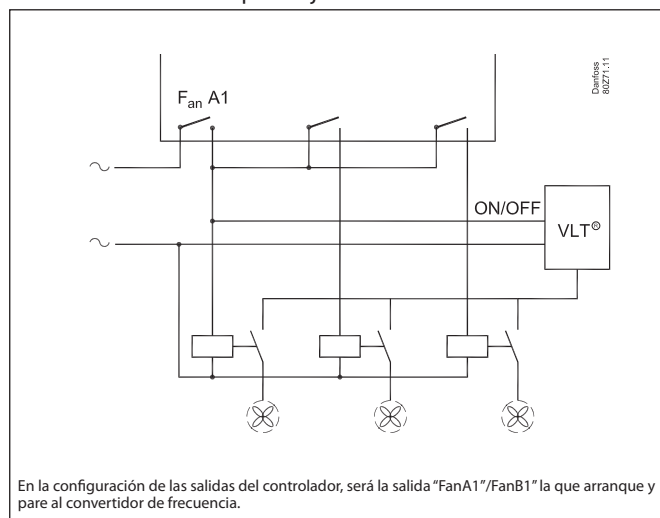 Danfoss
80Z71.11
Fan A1
ON/OFF
VLT®
En la configuración de las salidas del controlador, será la salida “FanA1”/FanB1” la que arranque y
pare al convertidor de frecuencia.